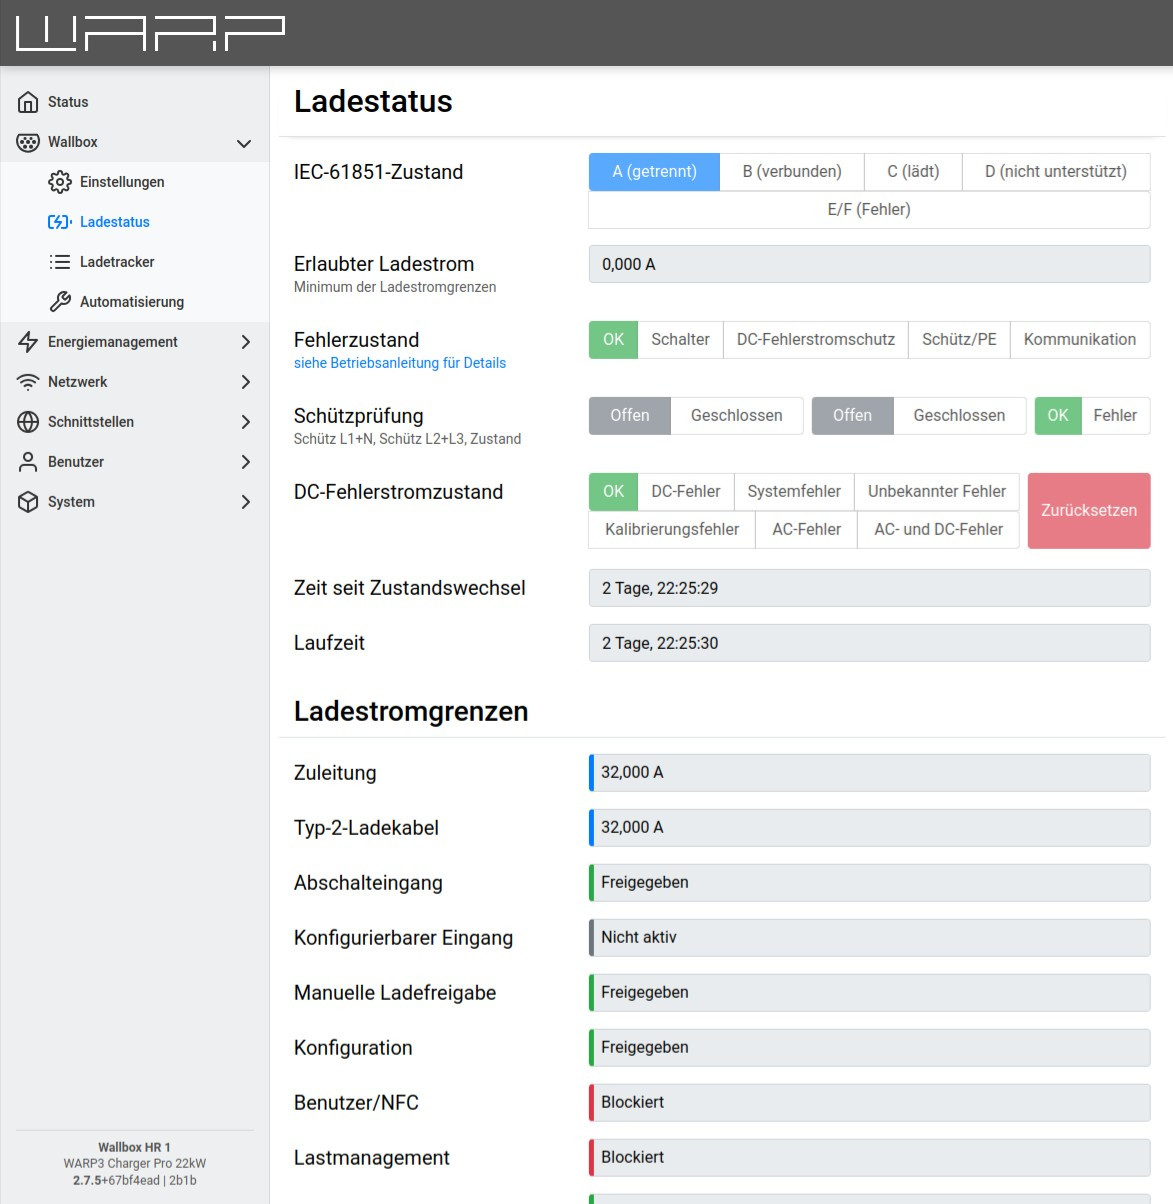 WARP
Status
Wallbox
Einstellungen
Ladestatus
Ladetracker
Automatisierung
Energiemanagement
Netzwerk
Schnittstellen
Benutzer
System
Wallbox HR 1
WARP3 Charger Pro 22kW
2.7.5+67bf4ead | 2b1b
Ladestatus
IEC-61851-Zustand
A (getrennt) B (verbunden) C (lädt) D (nicht unterstützt)
E/F (Fehler)
Erlaubter Ladestrom
Minimum der Ladestromgrenzen
0,000 A
Fehlerzustand
siehe Betriebsanleitung für Details
OK Schalter DC-Fehlerstromschutz Schütz/PE Kommunikation
Schützprüfung
Schütz L1+N, Schütz L2+L3, Zustand
Offen Geschlossen Offen Geschlossen OK Fehler
DC-Fehlerstromzustand
OK DC-Fehler Systemfehler Unbekannter Fehler
Kalibrierungsfehler AC-Fehler AC- und DC-Fehler
Zurücksetzen
Zeit seit Zustandswechsel
2 Tage, 22:25:29
Laufzeit
2 Tage, 22:25:30
Ladestromgrenzen
Zuleitung
32,000 A
Typ-2-Ladekabel
32,000 A
Abschalteingang
Freigegeben
Konfigurierbarer Eingang
Nicht aktiv
Manuelle Ladefreigabe
Freigegeben
Konfiguration
Freigegeben
Benutzer/NFC
Blockiert
Lastmanagement
Blockiert